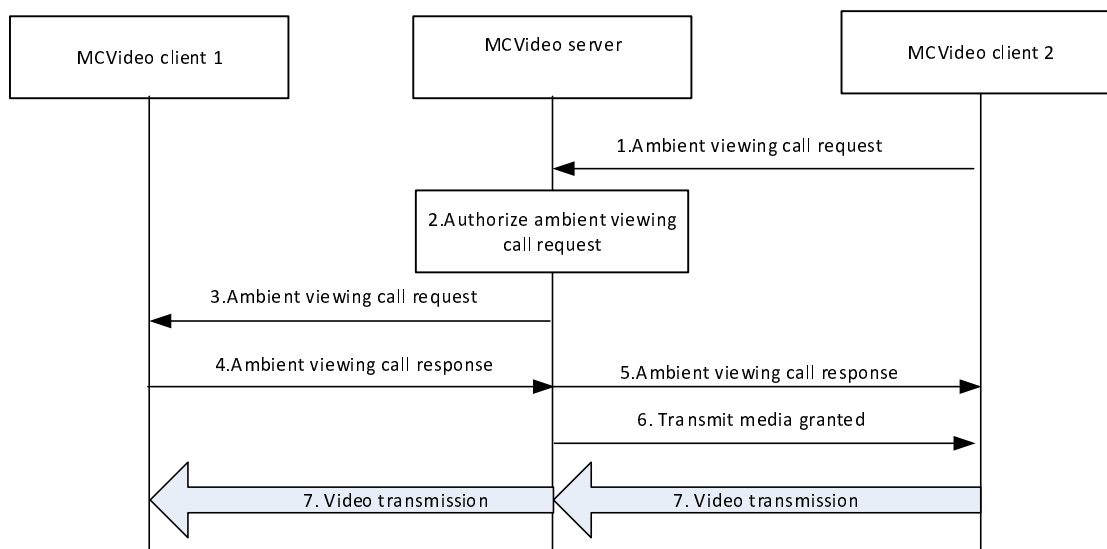 MCVideo client 1
MCVideo server
MCVideo client 2
1.Ambient viewing call request
2.Authorize ambient viewing
call request
3.Ambient viewing call request
4.Ambient viewing call response
5.Ambient viewing call response
6. Transmit media granted
7. Video transmission
7. Video transmission